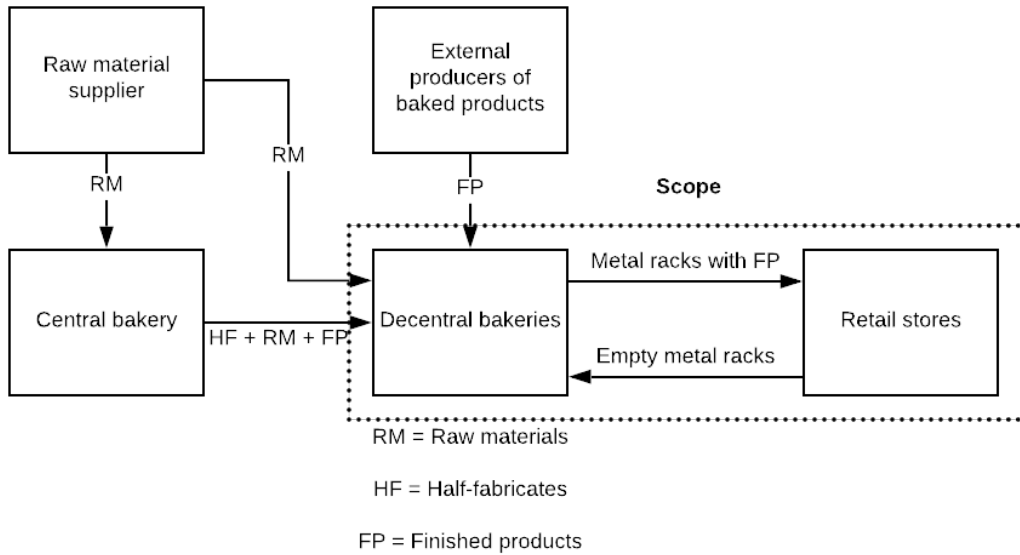 Raw material
supplier
External
producers of
baked products
RM
RM
FP
Scope
Central bakery
HF + RM + FP
Decentral bakeries
Metal racks with FP
Empty metal racks
Retail stores
RM = Raw materials
HF = Half-fabricates
FP = Finished products